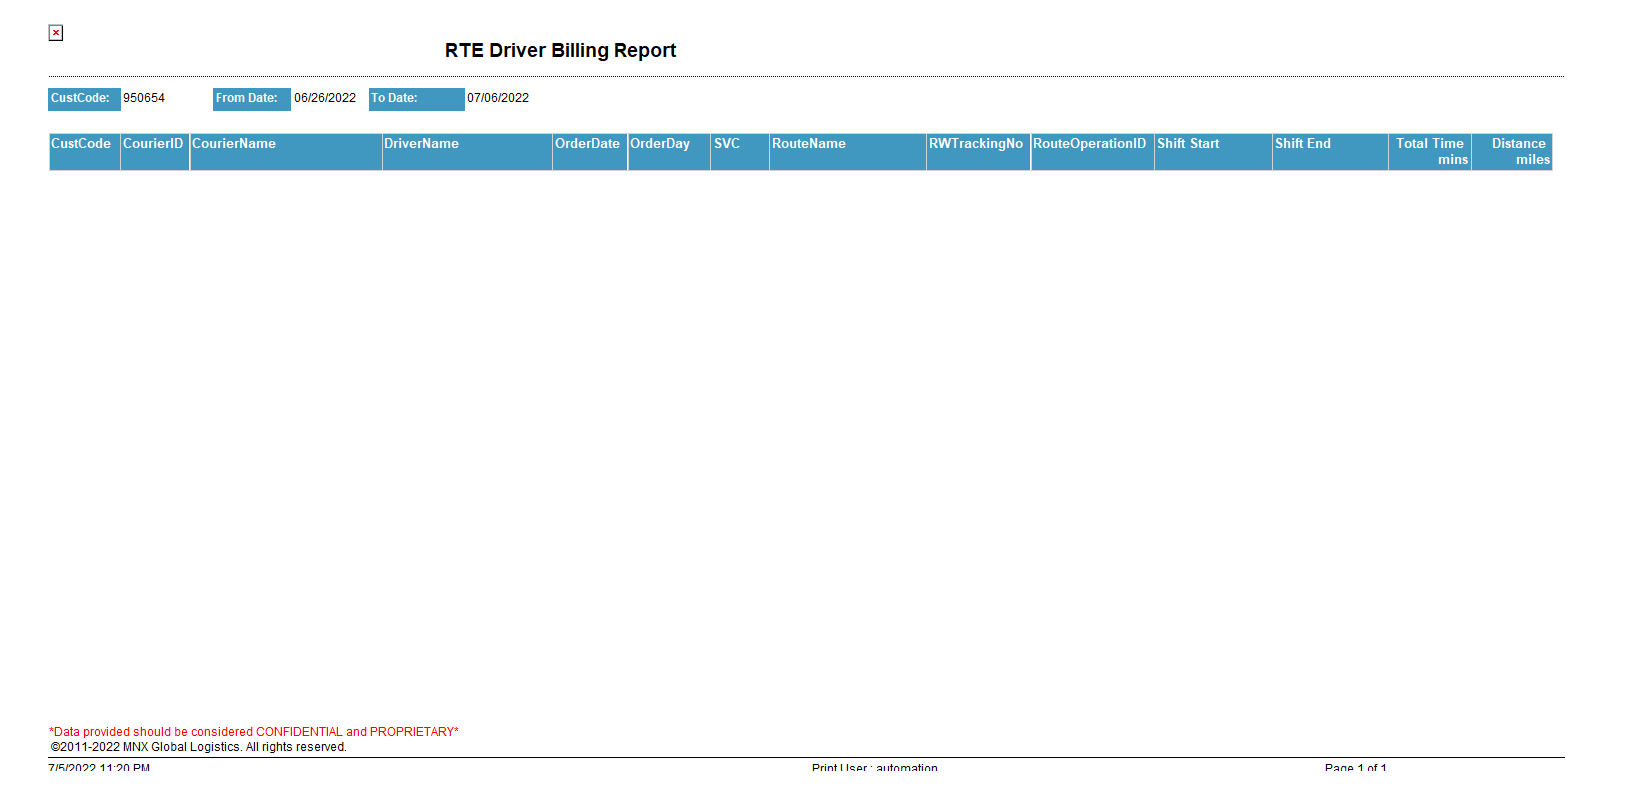 RTE Driver Billing Report
CustCode: 950654 From Date: 06/26/2022 To Date: 07/06/2022
CustCode CourierID CourierName DriverName OrderDate OrderDay SVC RouteName RWTrackingNo RouteOperationID Shift Start Shift End Total Time Distance
mins miles
*Data provided should be considered CONFIDENTIAL and PROPRIETARY*
©2011-2022 MNX Global Logistics. All rights reserved.
7/5/2022 11:20 PM Print User : automation Page 1 of 1